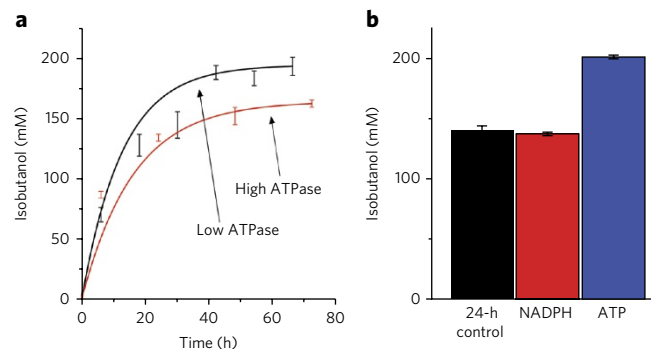 a
200
150
100
50
0
Isobutanol (mM)
0
20
40
60
80
Time (h)
High ATPase
Low ATPase
b
200
100
0
Isobutanol (mM)
24-h
control
NADPH
ATP